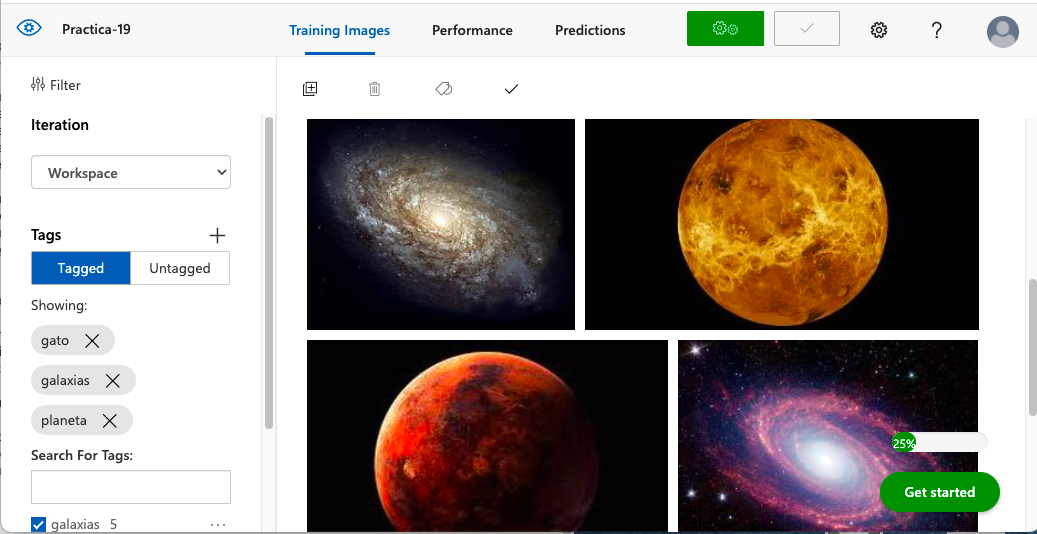 Practica-19
Training Images
Performance
Predictions
?
Filter
Iteration
Workspace
Tags
Tagged
Untagged
Showing:
gato
galaxias
planeta
Search For Tags:
galaxias 5
25%
Get started